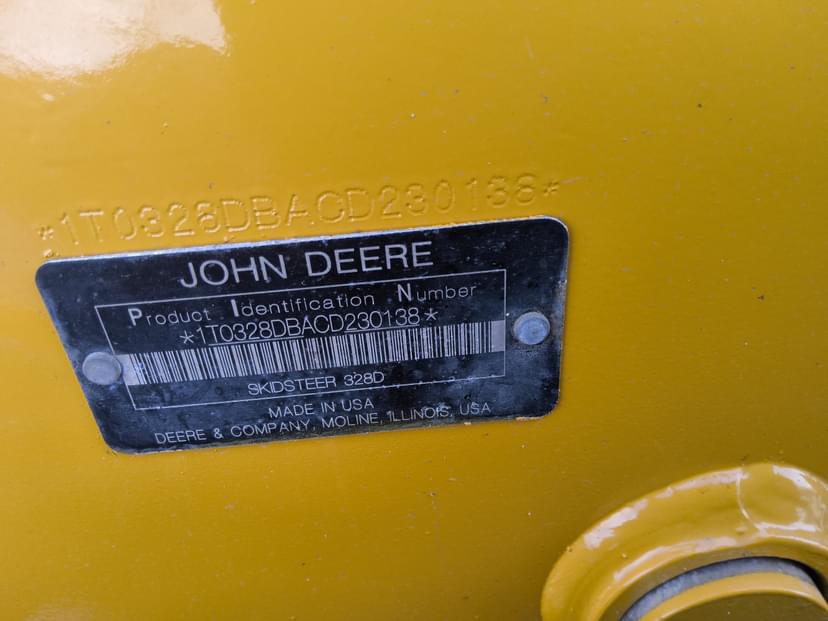 *1T0328DBACD230138*
JOHN DEERE
Product Identification Number
*1T0328DBACD230138*
SKIDSTEER 328D
MADE IN USA
DEERE & COMPANY, MOLINE, ILLINOIS, USA